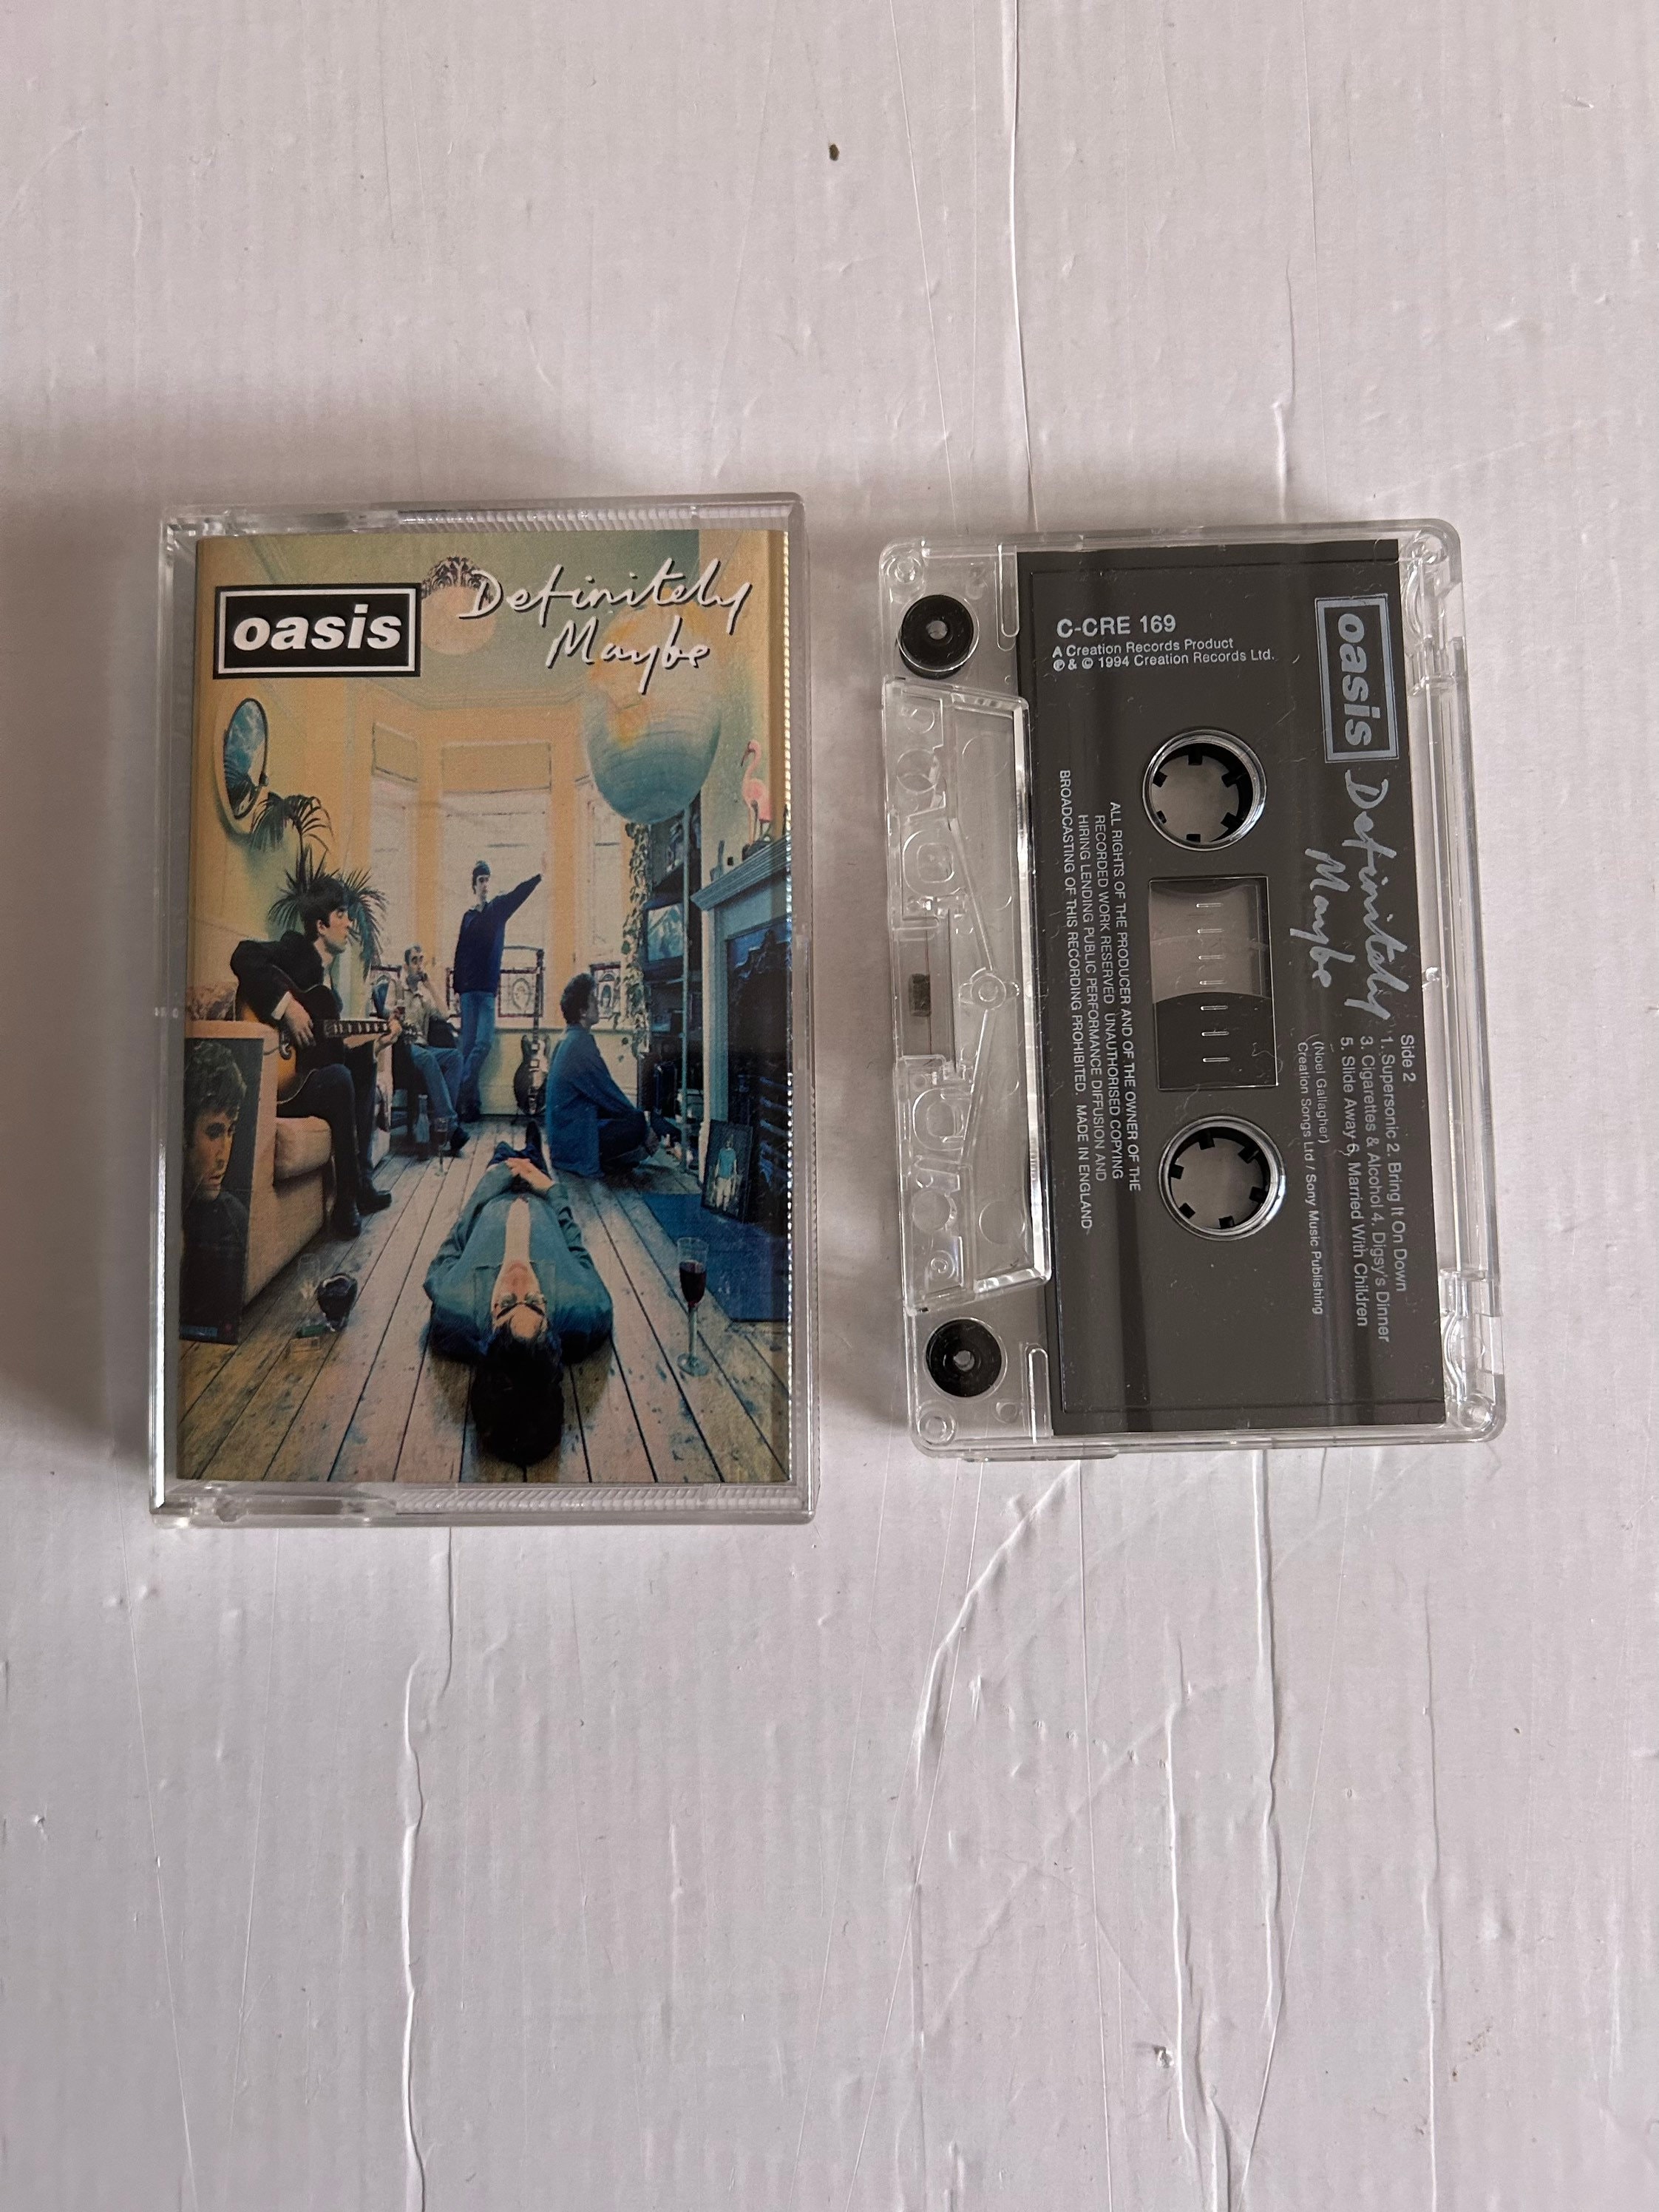 oasis
Definitely
Maybe
C-CRE 169
A Creation Records Product
℗ & © 1994 Creation Records Ltd.
oasis
Definitely
Maybe
Side 2
1. Supersonic 2. Bring It On Down
3. Cigarettes & Alcohol 4. Digsy's Dinner
5. Slide Away 6. Married With Children
(Noel Gallagher)
Creation Songs Ltd / Sony Music Publishing
ALL RIGHTS OF THE PRODUCER AND OF THE OWNER OF THE
RECORDED WORK RESERVED UNAUTHORISED COPYING
HIRING LENDING PUBLIC PERFORMANCE DIFFUSION AND
BROADCASTING OF THIS RECORDING PROHIBITED. MADE IN ENGLAND